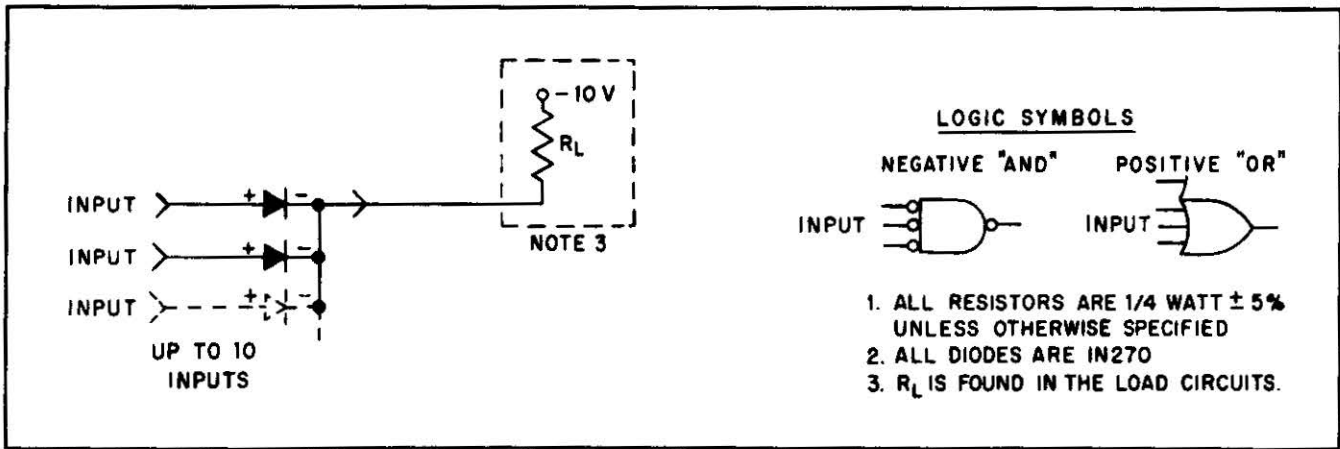 -10 V
R_L
INPUT + -
INPUT + -
INPUT + -
UP TO 10
INPUTS
NOTE 3
LOGIC SYMBOLS
NEGATIVE "AND"
POSITIVE "OR"
INPUT
INPUT
1. ALL RESISTORS ARE 1/4 WATT ± 5%
UNLESS OTHERWISE SPECIFIED
2. ALL DIODES ARE IN270
3. R_L IS FOUND IN THE LOAD CIRCUITS.